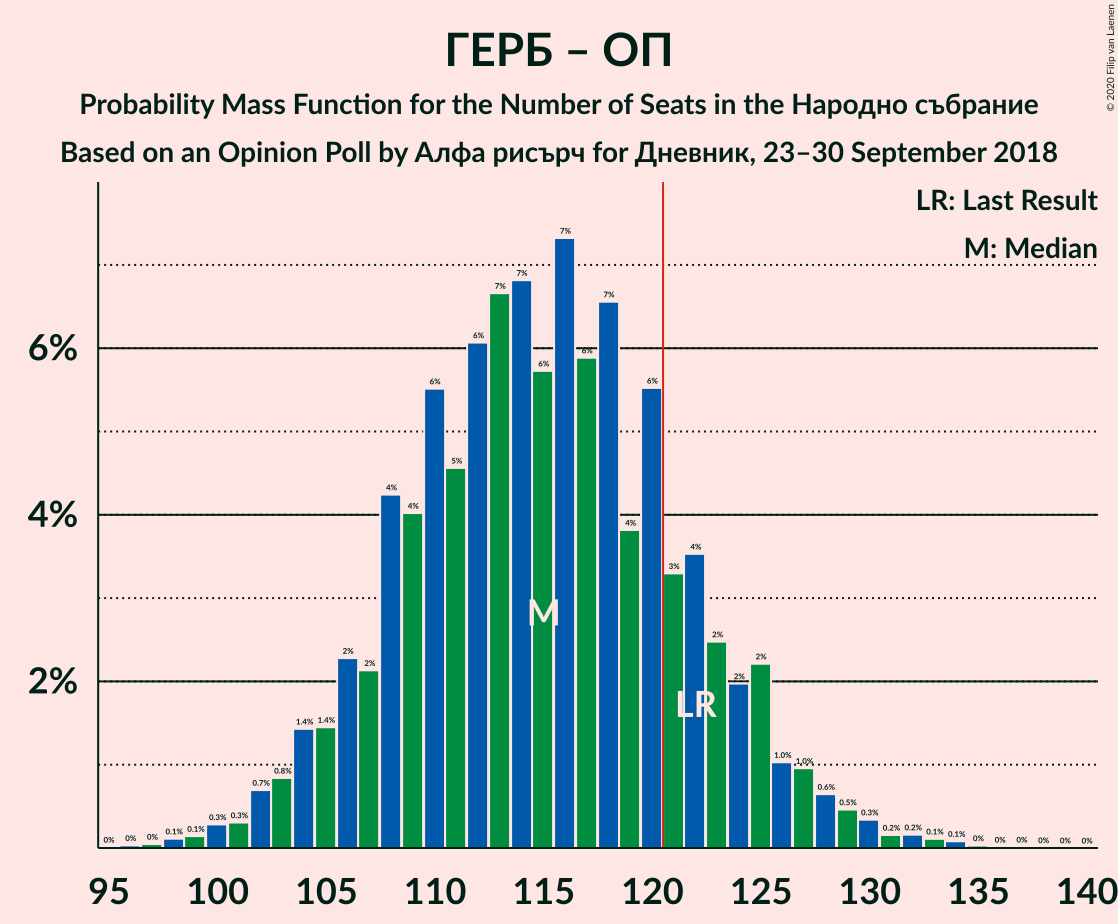 ГЕРБ – ОП
Probability Mass Function for the Number of Seats in the Народно събрание
Based on an Opinion Poll by Алфа рисърч for Дневник, 23–30 September 2018
© 2020 Filip van Laenen
LR: Last Result
M: Median
6%
4%
2%
0% 0% 0% 0.1% 0.1% 0.3% 0.3% 0.7% 0.8% 1.4% 1.4% 2% 2% 4% 4% 6% 5% 6% 7% 7% 6% 7% 6% 7% 4% 6% 3% 4% 2% 2% 2% 1.0% 1.0% 0.6% 0.5% 0.3% 0.2% 0.2% 0.1% 0.1% 0% 0% 0% 0% 0% 0%
M
LR
95 100 105 110 115 120 125 130 135 140